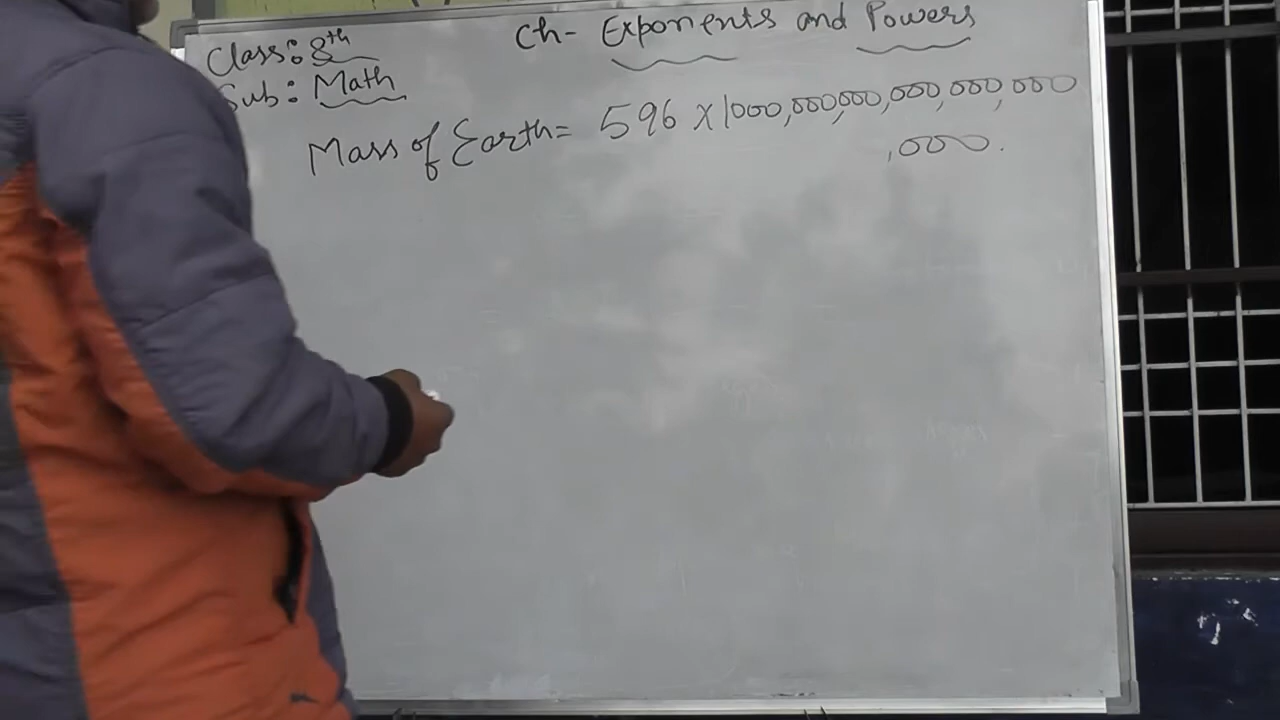 Ch- Exponents and Powers
Class: 8th
Sub: Math
Mass of Earth = 596 X 1000,000,000,000,000,000
,000.